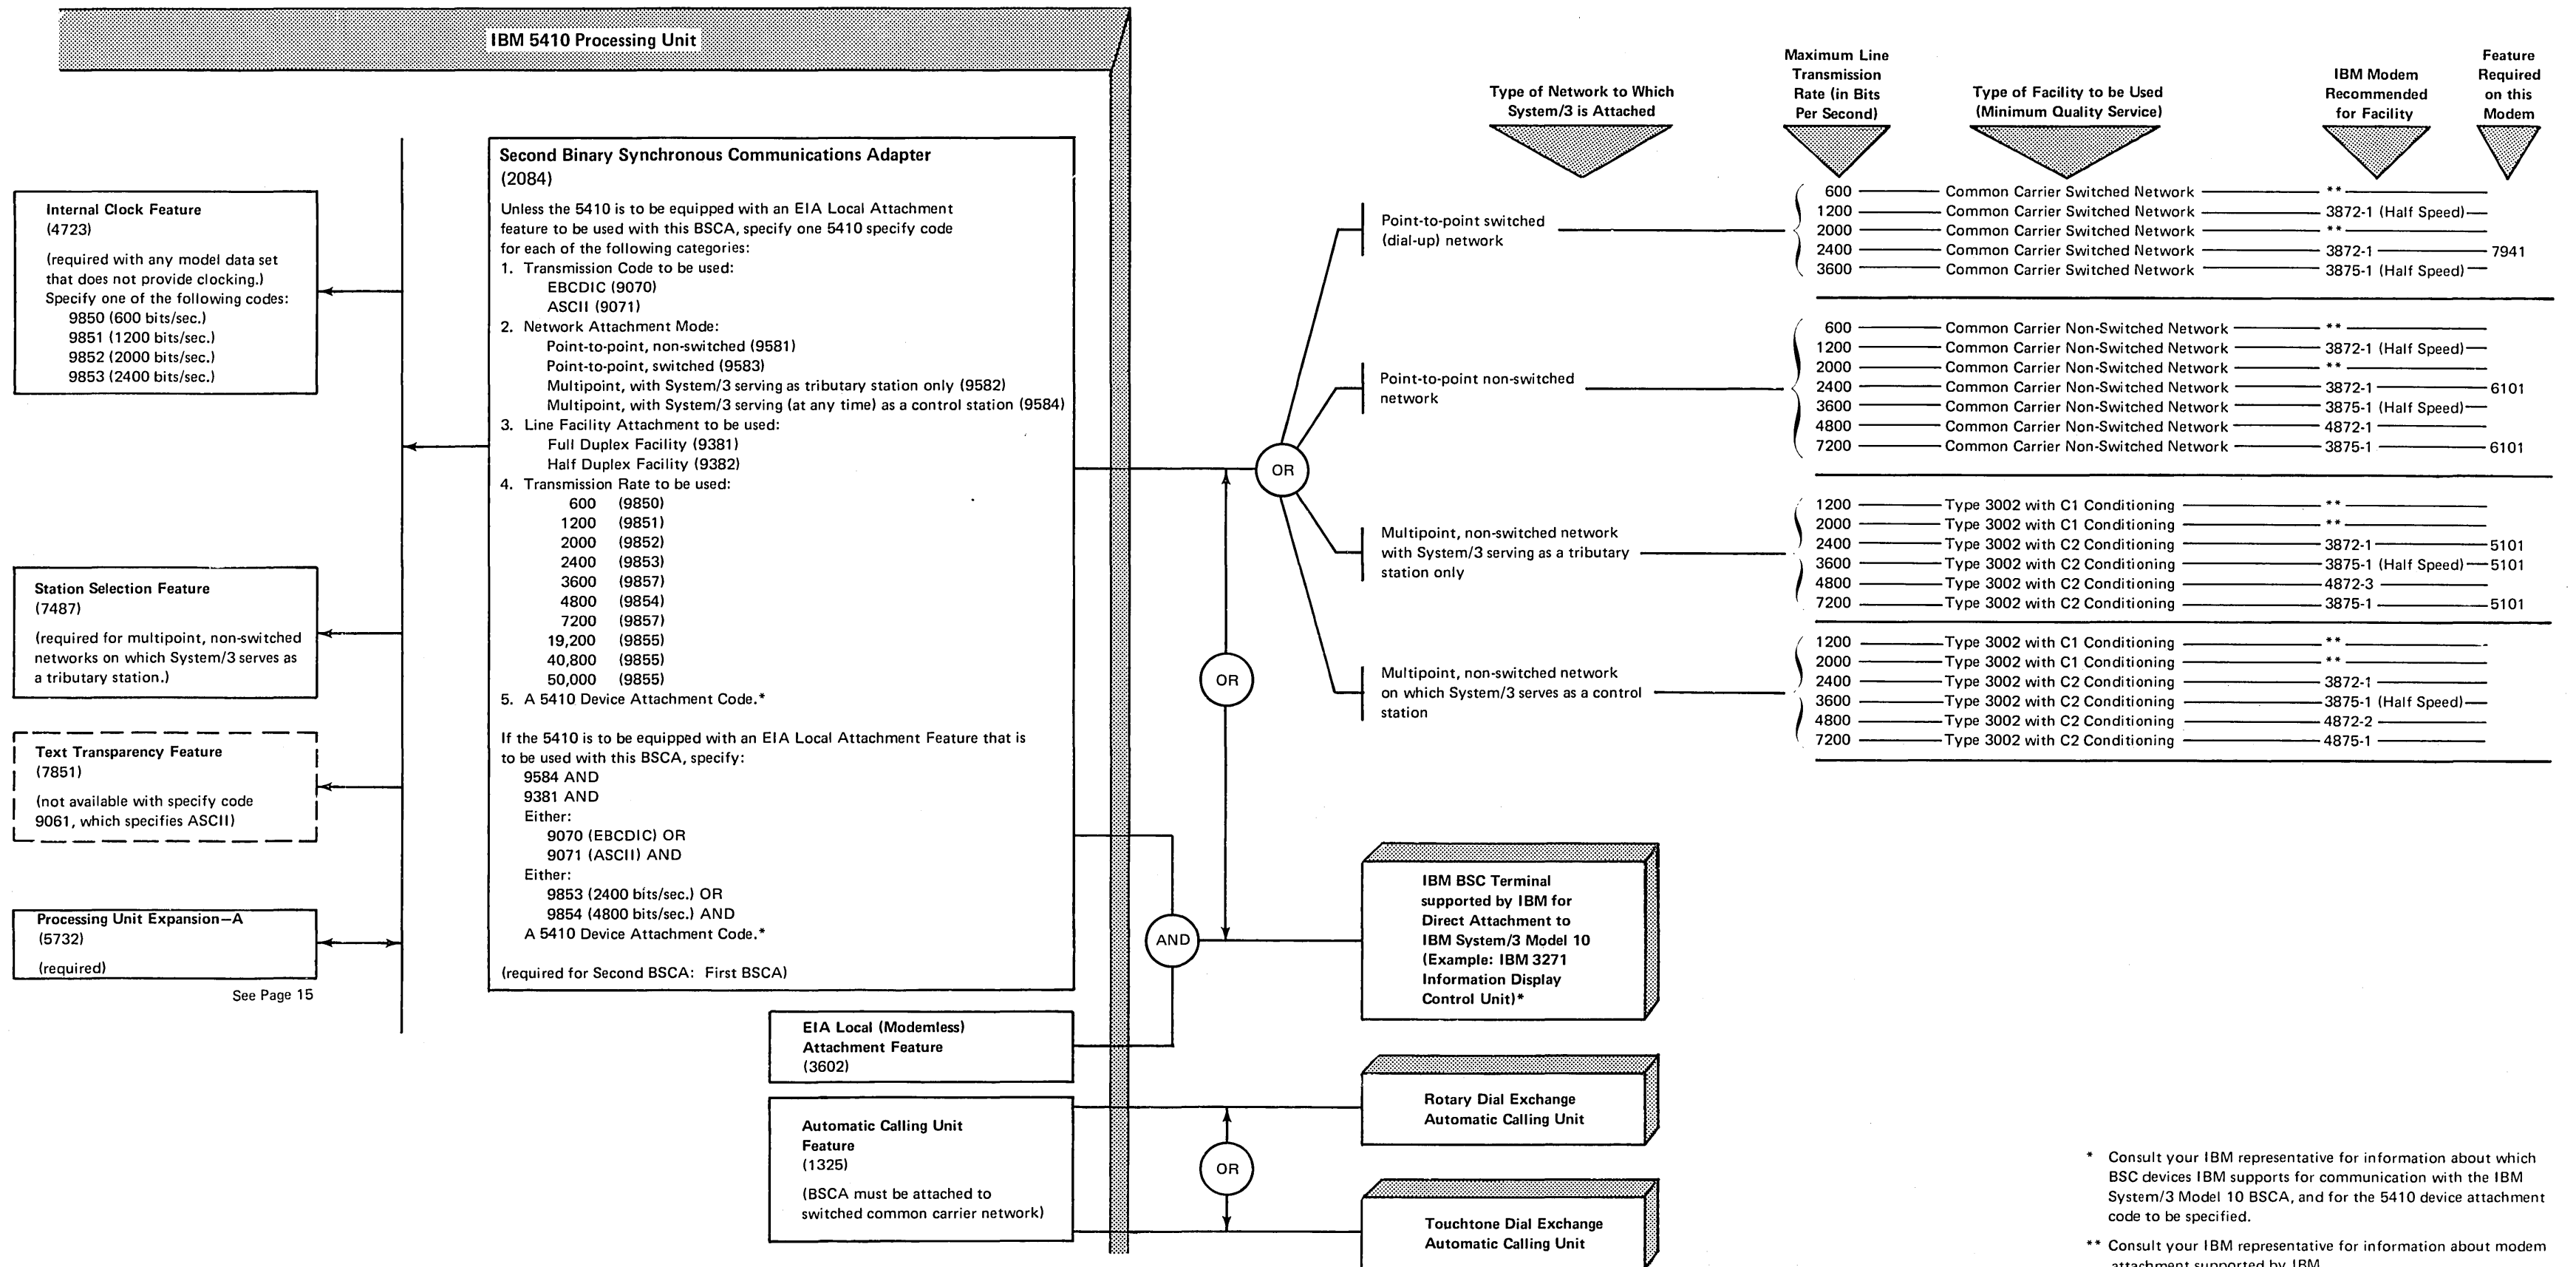 IBM 5410 Processing Unit
Internal Clock Feature
(4723)
(required with any model data set
that does not provide clocking.)
Specify one of the following codes:
9850 (600 bits/sec.)
9851 (1200 bits/sec.)
9852 (2000 bits/sec.)
9853 (2400 bits/sec.)
Station Selection Feature
(7487)
(required for multipoint, non-switched
networks on which System/3 serves as
a tributary station.)
Text Transparency Feature
(7851)
(not available with specify code
9061, which specifies ASCII)
Processing Unit Expansion—A
(5732)
(required)
See Page 15
Second Binary Synchronous Communications Adapter
(2084)
Unless the 5410 is to be equipped with an EIA Local Attachment
feature to be used with this BSCA, specify one 5410 specify code
for each of the following categories:
1. Transmission Code to be used:
EBCDIC (9070)
ASCII (9071)
2. Network Attachment Mode:
Point-to-point, non-switched (9581)
Point-to-point, switched (9583)
Multipoint, with System/3 serving as tributary station only (9582)
Multipoint, with System/3 serving (at any time) as a control station (9584)
3. Line Facility Attachment to be used:
Full Duplex Facility (9381)
Half Duplex Facility (9382)
4. Transmission Rate to be used:
600 (9850)
1200 (9851)
2000 (9852)
2400 (9853)
3600 (9857)
4800 (9854)
7200 (9857)
19,200 (9855)
40,800 (9855)
50,000 (9855)
5. A 5410 Device Attachment Code.*
If the 5410 is to be equipped with an EIA Local Attachment Feature that is
to be used with this BSCA, specify:
9584 AND
9381 AND
Either:
9070 (EBCDIC) OR
9071 (ASCII) AND
Either:
9853 (2400 bits/sec.) OR
9854 (4800 bits/sec.) AND
A 5410 Device Attachment Code.*
(required for Second BSCA: First BSCA)
EIA Local (Modemless)
Attachment Feature
(3602)
Automatic Calling Unit
Feature
(1325)
(BSCA must be attached to
switched common carrier network)
OR
OR
AND
OR
Type of Network to Which
System/3 is Attached
Maximum Line
Transmission
Rate (in Bits
Per Second)
Type of Facility to be Used
(Minimum Quality Service)
IBM Modem
Recommended
for Facility
Feature
Required
on this
Modem
Point-to-point switched
(dial-up) network
600 Common Carrier Switched Network **
1200 Common Carrier Switched Network 3872-1 (Half Speed)
2000 Common Carrier Switched Network **
2400 Common Carrier Switched Network 3872-1 7941
3600 Common Carrier Switched Network 3875-1 (Half Speed)
Point-to-point non-switched
network
600 Common Carrier Non-Switched Network **
1200 Common Carrier Non-Switched Network 3872-1 (Half Speed)
2000 Common Carrier Non-Switched Network **
2400 Common Carrier Non-Switched Network 3872-1 6101
3600 Common Carrier Non-Switched Network 3875-1 (Half Speed)
4800 Common Carrier Non-Switched Network 4872-1
7200 Common Carrier Non-Switched Network 3875-1 6101
Multipoint, non-switched network
with System/3 serving as a tributary
station only
1200 Type 3002 with C1 Conditioning **
2000 Type 3002 with C1 Conditioning **
2400 Type 3002 with C2 Conditioning 3872-1 5101
3600 Type 3002 with C2 Conditioning 3875-1 (Half Speed) 5101
4800 Type 3002 with C2 Conditioning 4872-3
7200 Type 3002 with C2 Conditioning 3875-1 5101
Multipoint, non-switched network
on which System/3 serves as a control
station
1200 Type 3002 with C1 Conditioning **
2000 Type 3002 with C1 Conditioning **
2400 Type 3002 with C2 Conditioning 3872-1
3600 Type 3002 with C2 Conditioning 3875-1 (Half Speed)
4800 Type 3002 with C2 Conditioning 4872-2
7200 Type 3002 with C2 Conditioning 4875-1
IBM BSC Terminal
supported by IBM for
Direct Attachment to
IBM System/3 Model 10
(Example: IBM 3271
Information Display
Control Unit)*
Rotary Dial Exchange
Automatic Calling Unit
Touchtone Dial Exchange
Automatic Calling Unit
* Consult your IBM representative for information about which
BSC devices IBM supports for communication with the IBM
System/3 Model 10 BSCA, and for the 5410 device attachment
code to be specified.
** Consult your IBM representative for information about modem
attachment supported by IBM